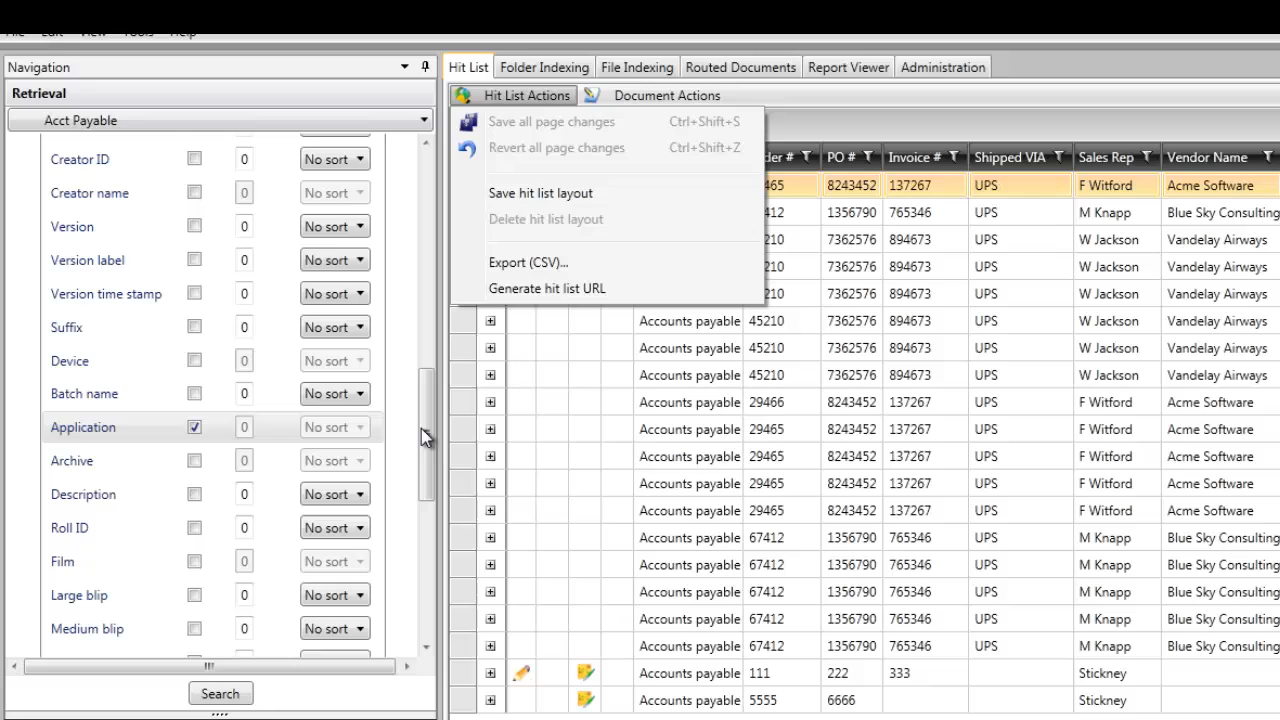 File Edit View Tools Help
Navigation
Retrieval
Acct Payable
Creator ID 0 No sort
Creator name 0 No sort
Version 0 No sort
Version label 0 No sort
Version time stamp 0 No sort
Suffix 0 No sort
Device 0 No sort
Batch name 0 No sort
Application 0 No sort
Archive 0 No sort
Description 0 No sort
Roll ID 0 No sort
Film 0 No sort
Large blip 0 No sort
Medium blip 0 No sort
Search
Hit List Folder Indexing File Indexing Routed Documents Report Viewer Administration
Hit List Actions Document Actions
Save all page changes Ctrl+Shift+S
Revert all page changes Ctrl+Shift+Z
Save hit list layout
Delete hit list layout
Export (CSV)...
Generate hit list URL
der # PO # Invoice # Shipped VIA Sales Rep Vendor Name
465 8243452 137267 UPS F Witford Acme Software
412 1356790 765346 UPS M Knapp Blue Sky Consulting
210 7362576 894673 UPS W Jackson Vandelay Airways
210 7362576 894673 UPS W Jackson Vandelay Airways
210 7362576 894673 UPS W Jackson Vandelay Airways
Accounts payable 45210 7362576 894673 UPS W Jackson Vandelay Airways
Accounts payable 45210 7362576 894673 UPS W Jackson Vandelay Airways
Accounts payable 45210 7362576 894673 UPS W Jackson Vandelay Airways
Accounts payable 29466 8243452 137267 UPS F Witford Acme Software
Accounts payable 29465 8243452 137267 UPS F Witford Acme Software
Accounts payable 29465 8243452 137267 UPS F Witford Acme Software
Accounts payable 29465 8243452 137267 UPS F Witford Acme Software
Accounts payable 29465 8243452 137267 UPS F Witford Acme Software
Accounts payable 67412 1356790 765346 UPS M Knapp Blue Sky Consulting
Accounts payable 67412 1356790 765346 UPS M Knapp Blue Sky Consulting
Accounts payable 67412 1356790 765346 UPS M Knapp Blue Sky Consulting
Accounts payable 67412 1356790 765346 UPS M Knapp Blue Sky Consulting
Accounts payable 67412 1356790 765346 UPS M Knapp Blue Sky Consulting
Accounts payable 111 222 333 Stickney
Accounts payable 5555 6666 Stickney